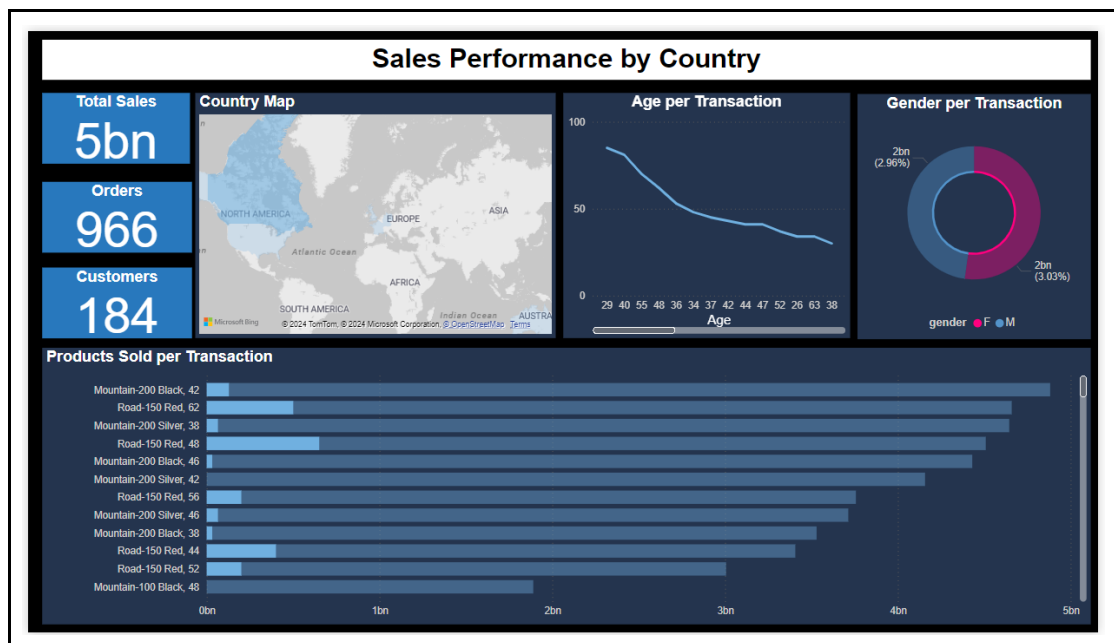 Sales Performance by Country
Total Sales
5bn
Orders
966
Customers
184
Country Map
NORTH AMERICA
EUROPE
ASIA
Atlantic Ocean
AFRICA
SOUTH AMERICA
Indian Ocean
AUSTRA
Microsoft Bing
© 2024 TomTom, © 2024 Microsoft Corporation, © OpenStreetMap Terms
Age per Transaction
100
50
0
29 40 55 48 36 34 37 42 44 47 52 26 63 38
Age
Gender per Transaction
2bn
(2.96%)
2bn
(3.03%)
gender F M
Products Sold per Transaction
Mountain-200 Black, 42
Road-150 Red, 62
Mountain-200 Silver, 38
Road-150 Red, 48
Mountain-200 Black, 46
Mountain-200 Silver, 42
Road-150 Red, 56
Mountain-200 Silver, 46
Mountain-200 Black, 38
Road-150 Red, 44
Road-150 Red, 52
Mountain-100 Black, 48
0bn 1bn 2bn 3bn 4bn 5bn